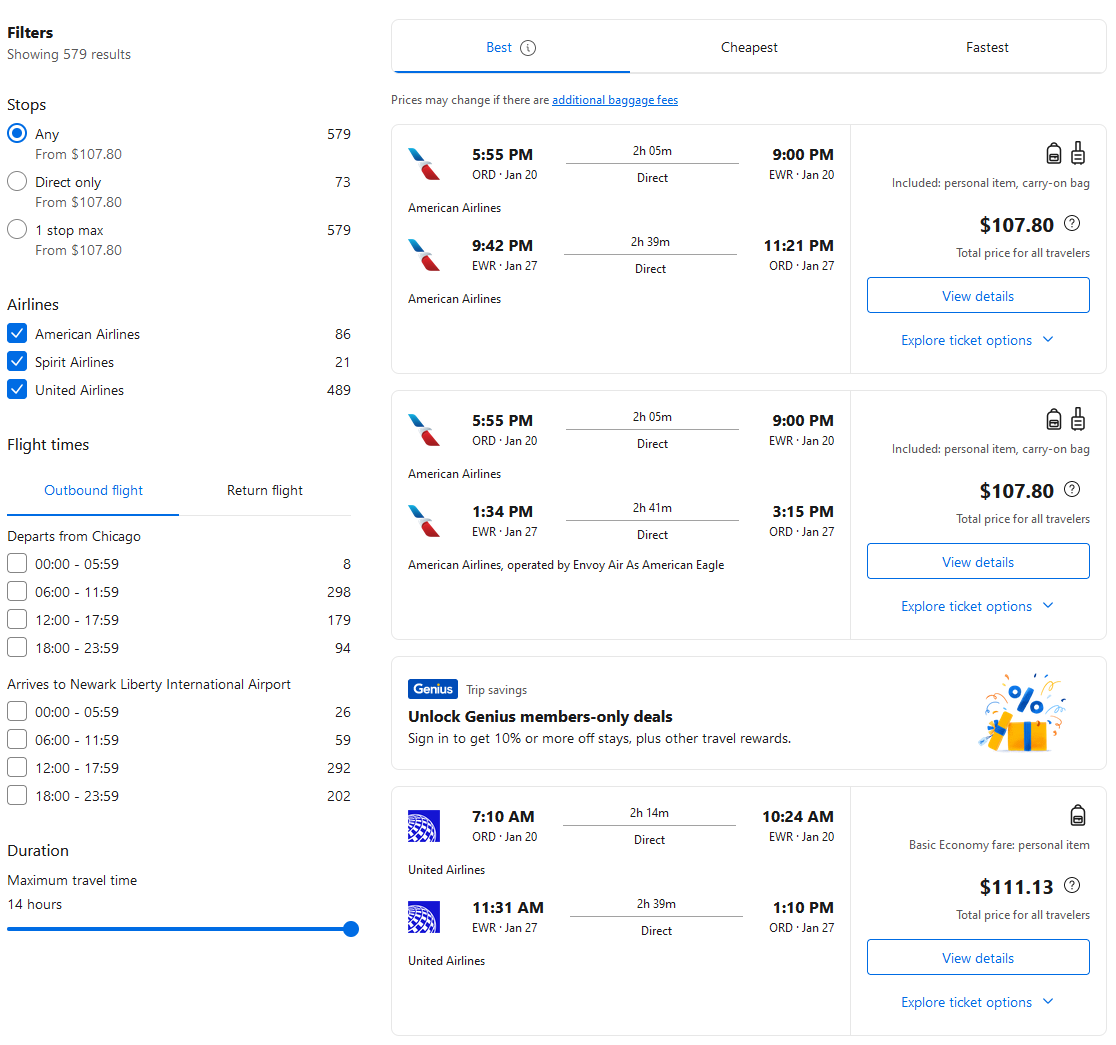 Filters
Showing 579 results
Stops
Any 579
From $107.80
Direct only 73
From $107.80
1 stop max 579
From $107.80
Airlines
American Airlines 86
Spirit Airlines 21
United Airlines 489
Flight times
Outbound flight Return flight
Departs from Chicago
00:00 - 05:59 8
06:00 - 11:59 298
12:00 - 17:59 179
18:00 - 23:59 94
Arrives to Newark Liberty International Airport
00:00 - 05:59 26
06:00 - 11:59 59
12:00 - 17:59 292
18:00 - 23:59 202
Duration
Maximum travel time
14 hours
Best Cheapest Fastest
Prices may change if there are additional baggage fees
5:55 PM 2h 05m 9:00 PM
ORD · Jan 20 Direct EWR · Jan 20
American Airlines
9:42 PM 2h 39m 11:21 PM
EWR · Jan 27 Direct ORD · Jan 27
American Airlines
Included: personal item, carry-on bag
$107.80
Total price for all travelers
View details
Explore ticket options
5:55 PM 2h 05m 9:00 PM
ORD · Jan 20 Direct EWR · Jan 20
American Airlines
1:34 PM 2h 41m 3:15 PM
EWR · Jan 27 Direct ORD · Jan 27
American Airlines, operated by Envoy Air As American Eagle
Included: personal item, carry-on bag
$107.80
Total price for all travelers
View details
Explore ticket options
Genius Trip savings
Unlock Genius members-only deals
Sign in to get 10% or more off stays, plus other travel rewards.
%
7:10 AM 2h 14m 10:24 AM
ORD · Jan 20 Direct EWR · Jan 20
United Airlines
11:31 AM 2h 39m 1:10 PM
EWR · Jan 27 Direct ORD · Jan 27
United Airlines
Basic Economy fare: personal item
$111.13
Total price for all travelers
View details
Explore ticket options